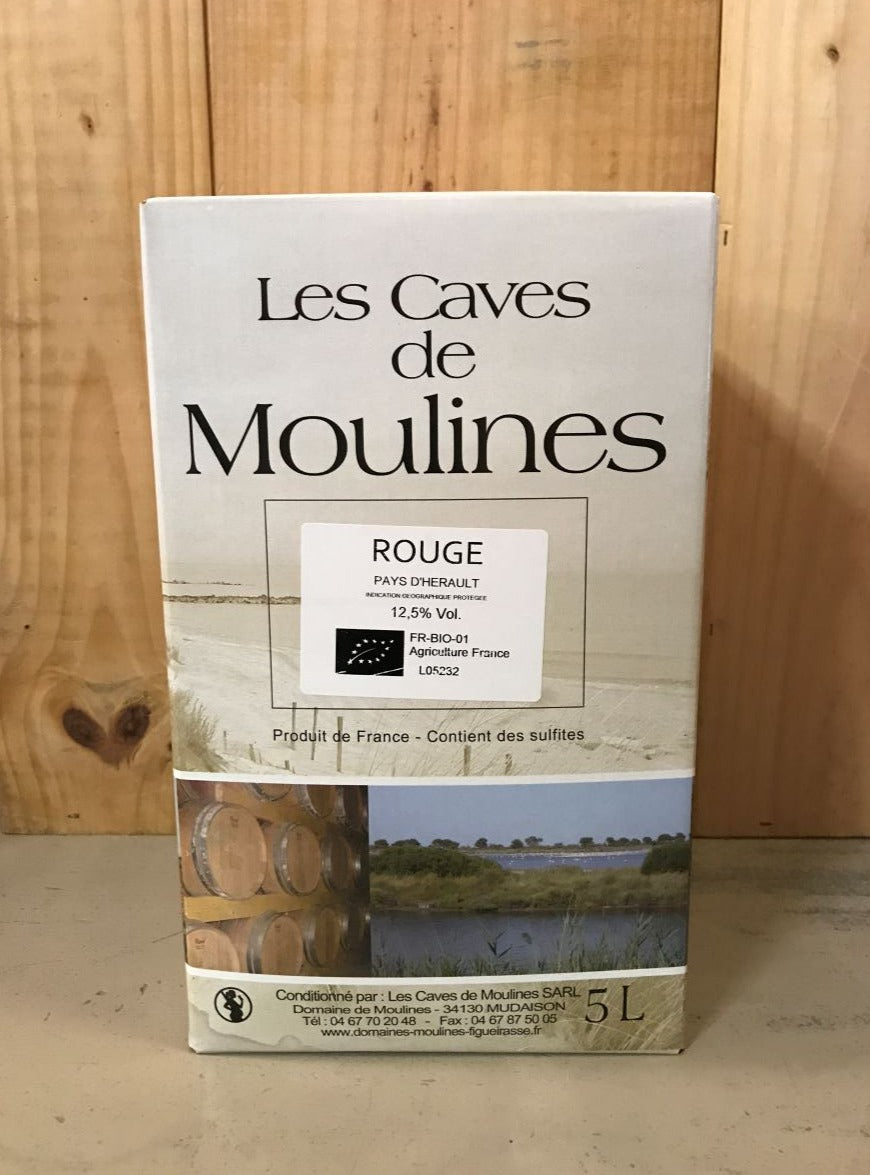 Les Caves
de
Moulines
ROUGE
PAYS D'HERAULT
INDICATION GEOGRAPHIQUE PROTEGEE
12,5% Vol.
FR-BIO-01
Agriculture France
L05232
Produit de France - Contient des sulfites
Conditionné par : Les Caves de Moulines SARL
Domaine de Moulines - 34130 MUDAISON
Tél : 04 67 70 20 48 - Fax : 04 67 87 50 05
www.domaines-moulines-figueirasse.fr
5 L